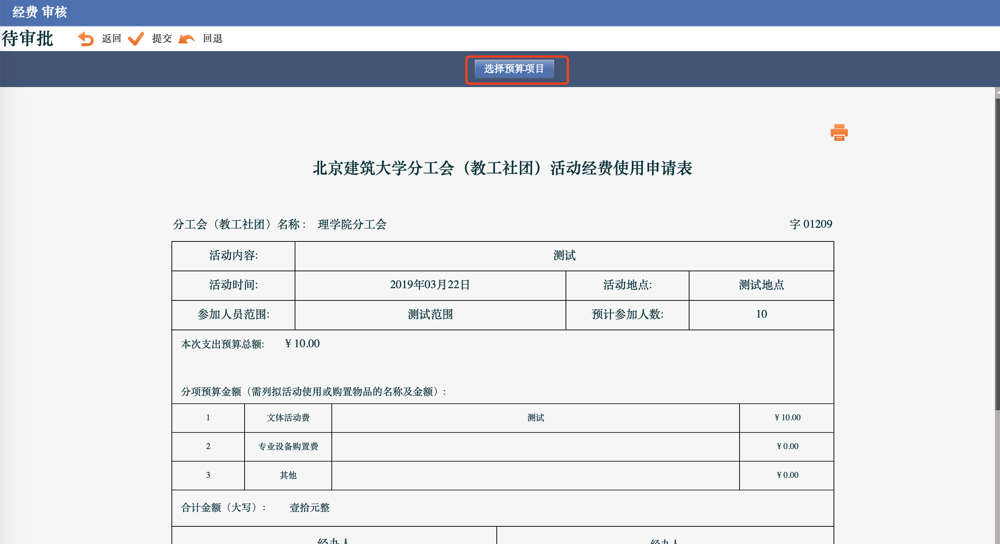 经费 审核
待审批 返回 提交 回退
选择预算项目
北京建筑大学分工会（教工社团）活动经费使用申请表
分工会（教工社团）名称： 理学院分工会 字 01209
活动内容: 测试
活动时间: 2019年03月22日 活动地点: 测试地点
参加人员范围: 测试范围 预计参加人数: 10
本次支出预算总额: ¥ 10.00
分项预算金额（需列拟活动使用或购置物品的名称及金额）：
1 文体活动费 测试 ¥ 10.00
2 专业设备购置费 ¥ 0.00
3 其他 ¥ 0.00
合计金额（大写）： 壹拾元整
经办人 经办人